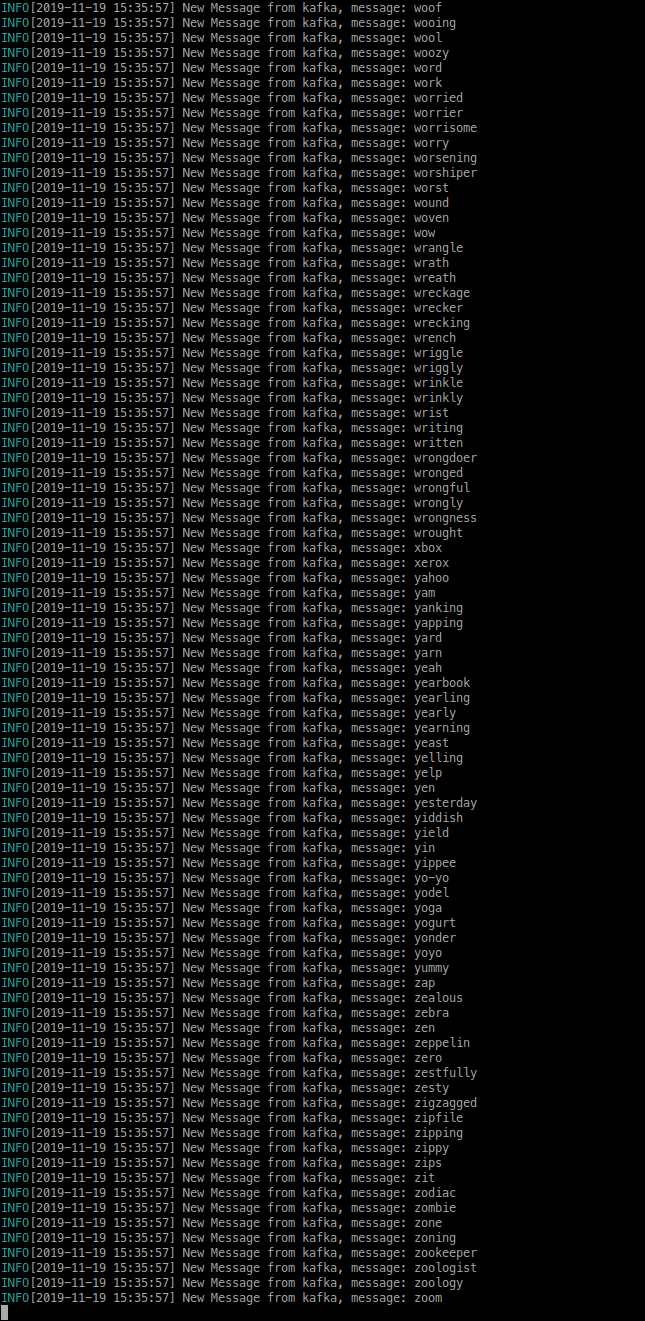 INFO[2019-11-19 15:35:57] New Message from kafka, message: woof
INFO[2019-11-19 15:35:57] New Message from kafka, message: wooing
INFO[2019-11-19 15:35:57] New Message from kafka, message: wool
INFO[2019-11-19 15:35:57] New Message from kafka, message: woozy
INFO[2019-11-19 15:35:57] New Message from kafka, message: word
INFO[2019-11-19 15:35:57] New Message from kafka, message: work
INFO[2019-11-19 15:35:57] New Message from kafka, message: worried
INFO[2019-11-19 15:35:57] New Message from kafka, message: worrier
INFO[2019-11-19 15:35:57] New Message from kafka, message: worrisome
INFO[2019-11-19 15:35:57] New Message from kafka, message: worry
INFO[2019-11-19 15:35:57] New Message from kafka, message: worsening
INFO[2019-11-19 15:35:57] New Message from kafka, message: worshiper
INFO[2019-11-19 15:35:57] New Message from kafka, message: worst
INFO[2019-11-19 15:35:57] New Message from kafka, message: wound
INFO[2019-11-19 15:35:57] New Message from kafka, message: woven
INFO[2019-11-19 15:35:57] New Message from kafka, message: wow
INFO[2019-11-19 15:35:57] New Message from kafka, message: wrangle
INFO[2019-11-19 15:35:57] New Message from kafka, message: wrath
INFO[2019-11-19 15:35:57] New Message from kafka, message: wreath
INFO[2019-11-19 15:35:57] New Message from kafka, message: wreckage
INFO[2019-11-19 15:35:57] New Message from kafka, message: wrecker
INFO[2019-11-19 15:35:57] New Message from kafka, message: wrecking
INFO[2019-11-19 15:35:57] New Message from kafka, message: wrench
INFO[2019-11-19 15:35:57] New Message from kafka, message: wriggle
INFO[2019-11-19 15:35:57] New Message from kafka, message: wriggly
INFO[2019-11-19 15:35:57] New Message from kafka, message: wrinkle
INFO[2019-11-19 15:35:57] New Message from kafka, message: wrinkly
INFO[2019-11-19 15:35:57] New Message from kafka, message: wrist
INFO[2019-11-19 15:35:57] New Message from kafka, message: writing
INFO[2019-11-19 15:35:57] New Message from kafka, message: written
INFO[2019-11-19 15:35:57] New Message from kafka, message: wrongdoer
INFO[2019-11-19 15:35:57] New Message from kafka, message: wronged
INFO[2019-11-19 15:35:57] New Message from kafka, message: wrongful
INFO[2019-11-19 15:35:57] New Message from kafka, message: wrongly
INFO[2019-11-19 15:35:57] New Message from kafka, message: wrongness
INFO[2019-11-19 15:35:57] New Message from kafka, message: wrought
INFO[2019-11-19 15:35:57] New Message from kafka, message: xbox
INFO[2019-11-19 15:35:57] New Message from kafka, message: xerox
INFO[2019-11-19 15:35:57] New Message from kafka, message: yahoo
INFO[2019-11-19 15:35:57] New Message from kafka, message: yam
INFO[2019-11-19 15:35:57] New Message from kafka, message: yanking
INFO[2019-11-19 15:35:57] New Message from kafka, message: yapping
INFO[2019-11-19 15:35:57] New Message from kafka, message: yard
INFO[2019-11-19 15:35:57] New Message from kafka, message: yarn
INFO[2019-11-19 15:35:57] New Message from kafka, message: yeah
INFO[2019-11-19 15:35:57] New Message from kafka, message: yearbook
INFO[2019-11-19 15:35:57] New Message from kafka, message: yearling
INFO[2019-11-19 15:35:57] New Message from kafka, message: yearly
INFO[2019-11-19 15:35:57] New Message from kafka, message: yearning
INFO[2019-11-19 15:35:57] New Message from kafka, message: yeast
INFO[2019-11-19 15:35:57] New Message from kafka, message: yelling
INFO[2019-11-19 15:35:57] New Message from kafka, message: yelp
INFO[2019-11-19 15:35:57] New Message from kafka, message: yen
INFO[2019-11-19 15:35:57] New Message from kafka, message: yesterday
INFO[2019-11-19 15:35:57] New Message from kafka, message: yiddish
INFO[2019-11-19 15:35:57] New Message from kafka, message: yield
INFO[2019-11-19 15:35:57] New Message from kafka, message: yin
INFO[2019-11-19 15:35:57] New Message from kafka, message: yippee
INFO[2019-11-19 15:35:57] New Message from kafka, message: yo-yo
INFO[2019-11-19 15:35:57] New Message from kafka, message: yodel
INFO[2019-11-19 15:35:57] New Message from kafka, message: yoga
INFO[2019-11-19 15:35:57] New Message from kafka, message: yogurt
INFO[2019-11-19 15:35:57] New Message from kafka, message: yonder
INFO[2019-11-19 15:35:57] New Message from kafka, message: yoyo
INFO[2019-11-19 15:35:57] New Message from kafka, message: yummy
INFO[2019-11-19 15:35:57] New Message from kafka, message: zap
INFO[2019-11-19 15:35:57] New Message from kafka, message: zealous
INFO[2019-11-19 15:35:57] New Message from kafka, message: zebra
INFO[2019-11-19 15:35:57] New Message from kafka, message: zen
INFO[2019-11-19 15:35:57] New Message from kafka, message: zeppelin
INFO[2019-11-19 15:35:57] New Message from kafka, message: zero
INFO[2019-11-19 15:35:57] New Message from kafka, message: zestfully
INFO[2019-11-19 15:35:57] New Message from kafka, message: zesty
INFO[2019-11-19 15:35:57] New Message from kafka, message: zigzagged
INFO[2019-11-19 15:35:57] New Message from kafka, message: zipfile
INFO[2019-11-19 15:35:57] New Message from kafka, message: zipping
INFO[2019-11-19 15:35:57] New Message from kafka, message: zippy
INFO[2019-11-19 15:35:57] New Message from kafka, message: zips
INFO[2019-11-19 15:35:57] New Message from kafka, message: zit
INFO[2019-11-19 15:35:57] New Message from kafka, message: zodiac
INFO[2019-11-19 15:35:57] New Message from kafka, message: zombie
INFO[2019-11-19 15:35:57] New Message from kafka, message: zone
INFO[2019-11-19 15:35:57] New Message from kafka, message: zoning
INFO[2019-11-19 15:35:57] New Message from kafka, message: zookeeper
INFO[2019-11-19 15:35:57] New Message from kafka, message: zoologist
INFO[2019-11-19 15:35:57] New Message from kafka, message: zoology
INFO[2019-11-19 15:35:57] New Message from kafka, message: zoom